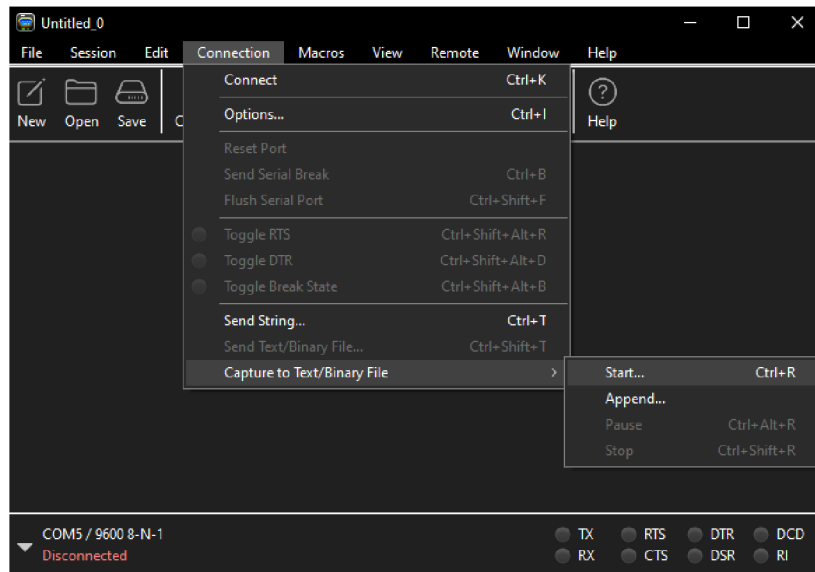 Untitled_0
File Session Edit Connection Macros View Remote Window Help
New Open Save C Help
Connect Ctrl+K
Options... Ctrl+I
Reset Port
Send Serial Break Ctrl+B
Flush Serial Port Ctrl+Shift+F
Toggle RTS Ctrl+Shift+Alt+R
Toggle DTR Ctrl+Shift+Alt+D
Toggle Break State Ctrl+Shift+Alt+B
Send String... Ctrl+T
Send Text/Binary File... Ctrl+Shift+T
Capture to Text/Binary File >
Start... Ctrl+R
Append...
Pause Ctrl+Alt+R
Stop Ctrl+Shift+R
COM5 / 9600 8-N-1 TX RTS DTR DCD
Disconnected RX CTS DSR RI